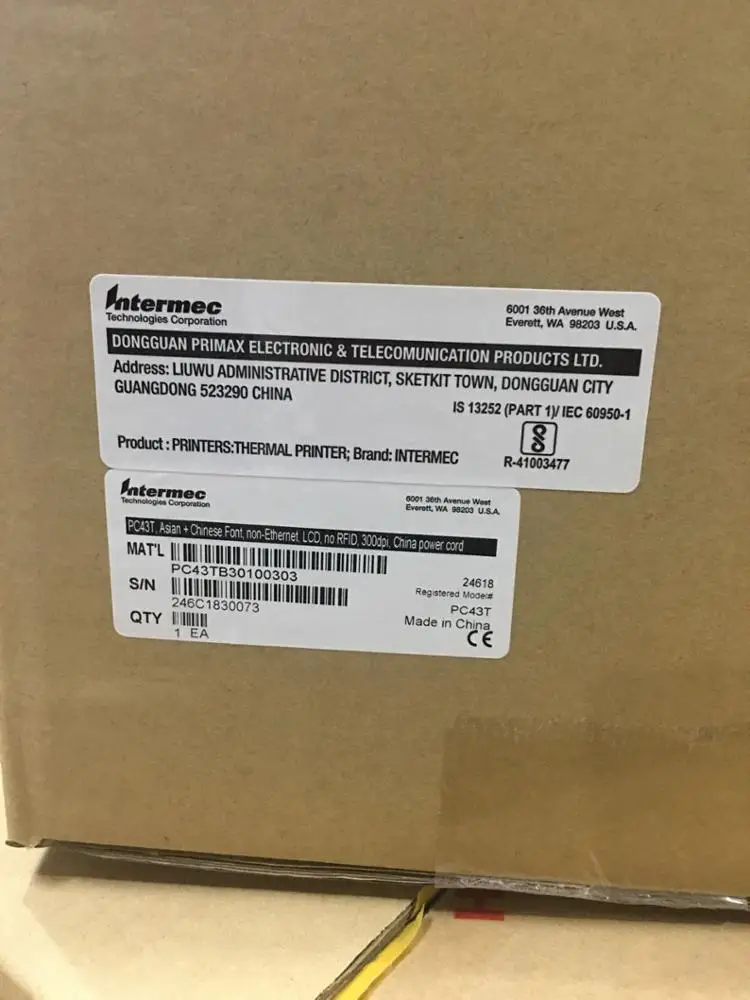 Intermec
Technologies Corporation
6001 36th Avenue West
Everett, WA 98203 U.S.A.
DONGGUAN PRIMAX ELECTRONIC & TELECOMUNICATION PRODUCTS LTD.
Address: LIUWU ADMINISTRATIVE DISTRICT, SKETKIT TOWN, DONGGUAN CITY
GUANGDONG 523290 CHINA
IS 13252 (PART 1)/ IEC 60950-1
R-41003477
Product : PRINTERS:THERMAL PRINTER; Brand: INTERMEC
Intermec
Technologies Corporation
6001 36th Avenue West
Everett, WA 98203 U.S.A.
PC43T, Asian + Chinese Font, non-Ethernet, LCD, no RFID, 300dpi, China power cord
MAT'L
PC43TB30100303
S/N
246C1830073
QTY
1 EA
24618
Registered Model#
PC43T
Made in China
CE